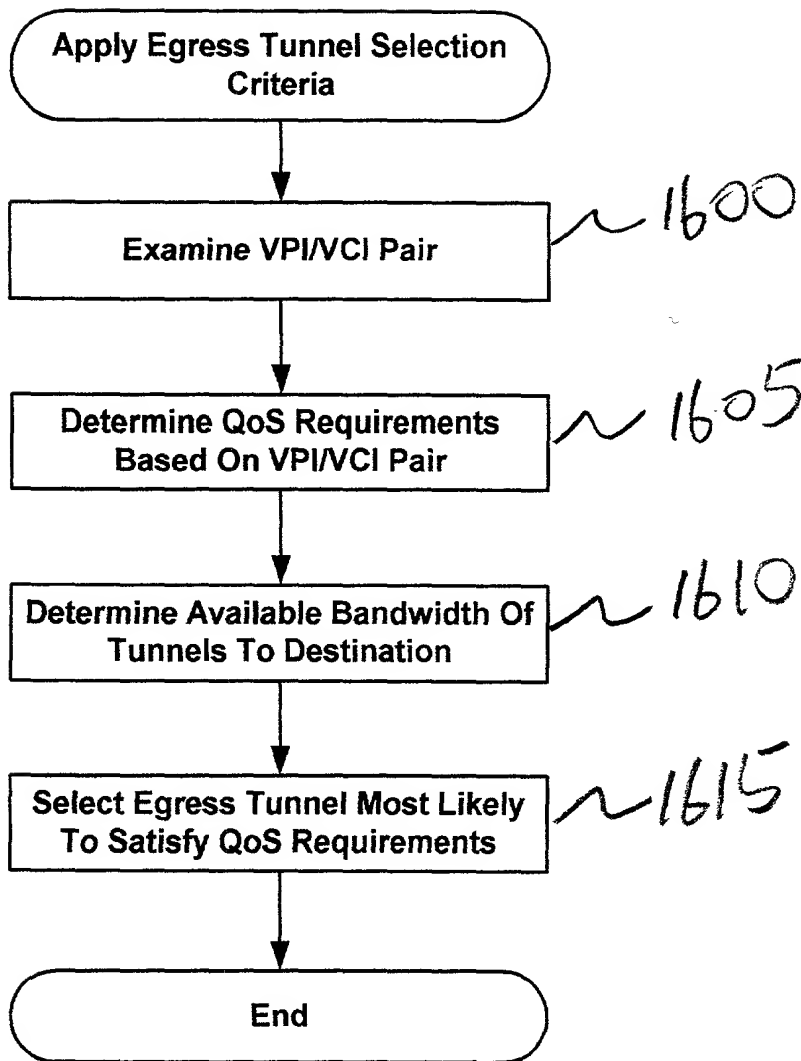 Apply Egress Tunnel Selection
Criteria
Examine VPI/VCI Pair
1600
Determine QoS Requirements
Based On VPI/VCI Pair
1605
Determine Available Bandwidth Of
Tunnels To Destination
1610
Select Egress Tunnel Most Likely
To Satisfy QoS Requirements
1615
End